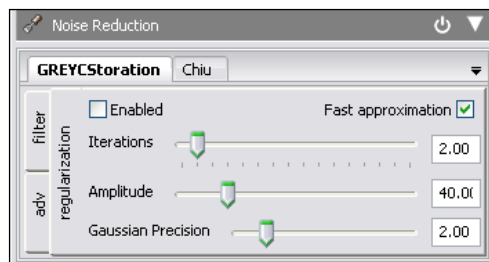 Noise Reduction
GREYCStoration Chiu
filter
regularization
adv
Enabled Fast approximation
Iterations 2.00
Amplitude 40.0(
Gaussian Precision 2.00